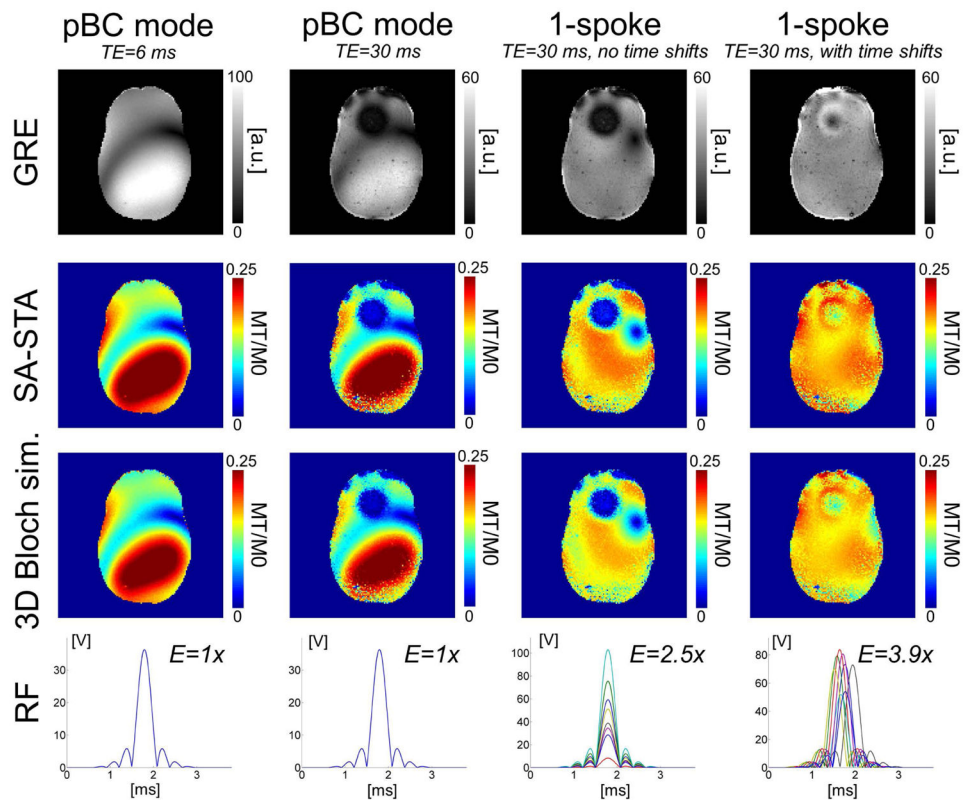 pBC mode pBC mode 1-spoke 1-spoke
TE=6 ms TE=30 ms TE=30 ms, no time shifts TE=30 ms, with time shifts
GRE
100 60 60 60
[a.u.] [a.u.] [a.u.] [a.u.]
0 0 0 0
SA-STA
0.25 0.25 0.25 0.25
MT/M0 MT/M0 MT/M0 MT/M0
0 0 0 0
3D Bloch sim.
0.25 0.25 0.25 0.25
MT/M0 MT/M0 MT/M0 MT/M0
0 0 0 0
RF
[V] [V] [V] [V]
E=1x E=1x E=2.5x E=3.9x
30 30 100 80
20 20 80 60
10 10 60 40
0 0 40 20
20 0
0
0 1 2 3 0 1 2 3 0 1 2 3 0 1 2 3
[ms] [ms] [ms] [ms]